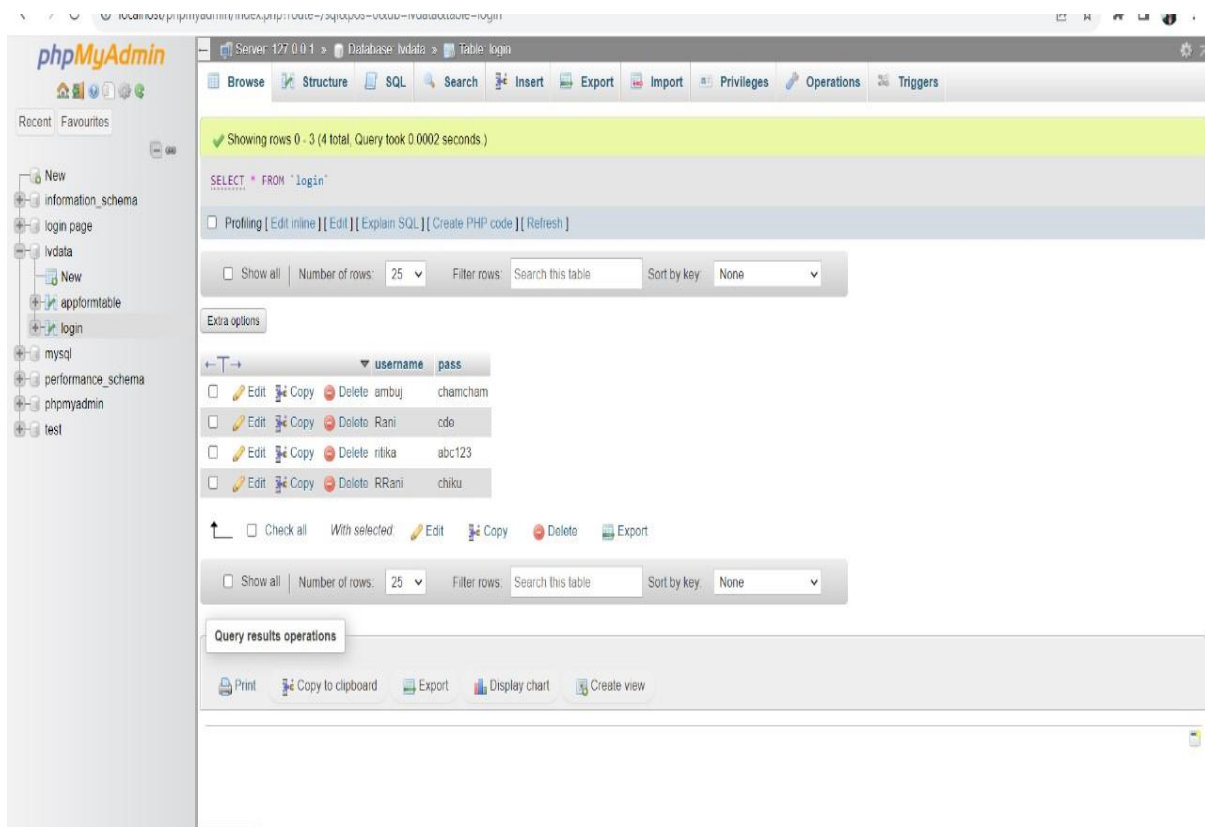 localhost/phpmyadmin/index.php?route=/sql&pos=0&db=lvdata&table=login
phpMyAdmin
Recent Favourites
New
information_schema
login page
lvdata
New
appformtable
login
mysql
performance_schema
phpmyadmin
test
Server: 127.0.0.1 » Database: lvdata » Table: login
Browse Structure SQL Search Insert Export Import Privileges Operations Triggers
Showing rows 0 - 3 (4 total, Query took 0.0002 seconds.)
SELECT * FROM `login`
Profiling [ Edit inline ] [ Edit ] [ Explain SQL ] [ Create PHP code ] [ Refresh ]
Show all | Number of rows: 25 Filter rows: Search this table Sort by key: None
Extra options
←T→ username pass
Edit Copy Delete ambuj chamcham
Edit Copy Delete Rani cde
Edit Copy Delete ritika abc123
Edit Copy Delete RRani chiku
Check all With selected: Edit Copy Delete Export
Show all | Number of rows: 25 Filter rows: Search this table Sort by key: None
Query results operations
Print Copy to clipboard Export Display chart Create view